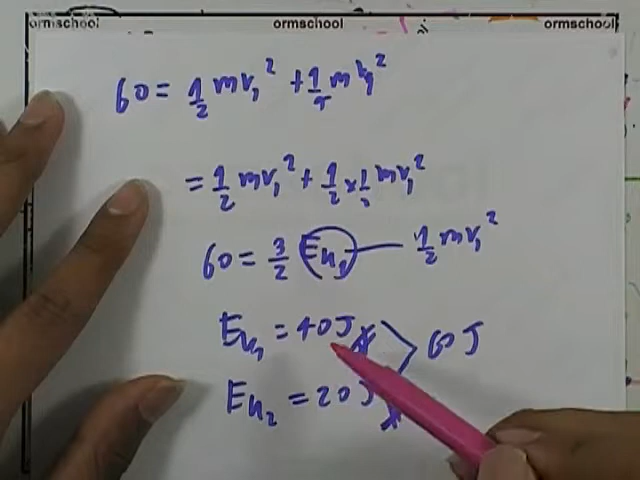 ormschool ormschool ormschool
60 = 1/2 mv₁² + 1/4 mv₁²
= 1/2 mv₁² + 1/2 × 1/2 mv₁²
60 = 3/2 Eₖ₁ — 1/2 mv₁²
Eₖ₁ = 40 J 60 J
Eₖ₂ = 20 J